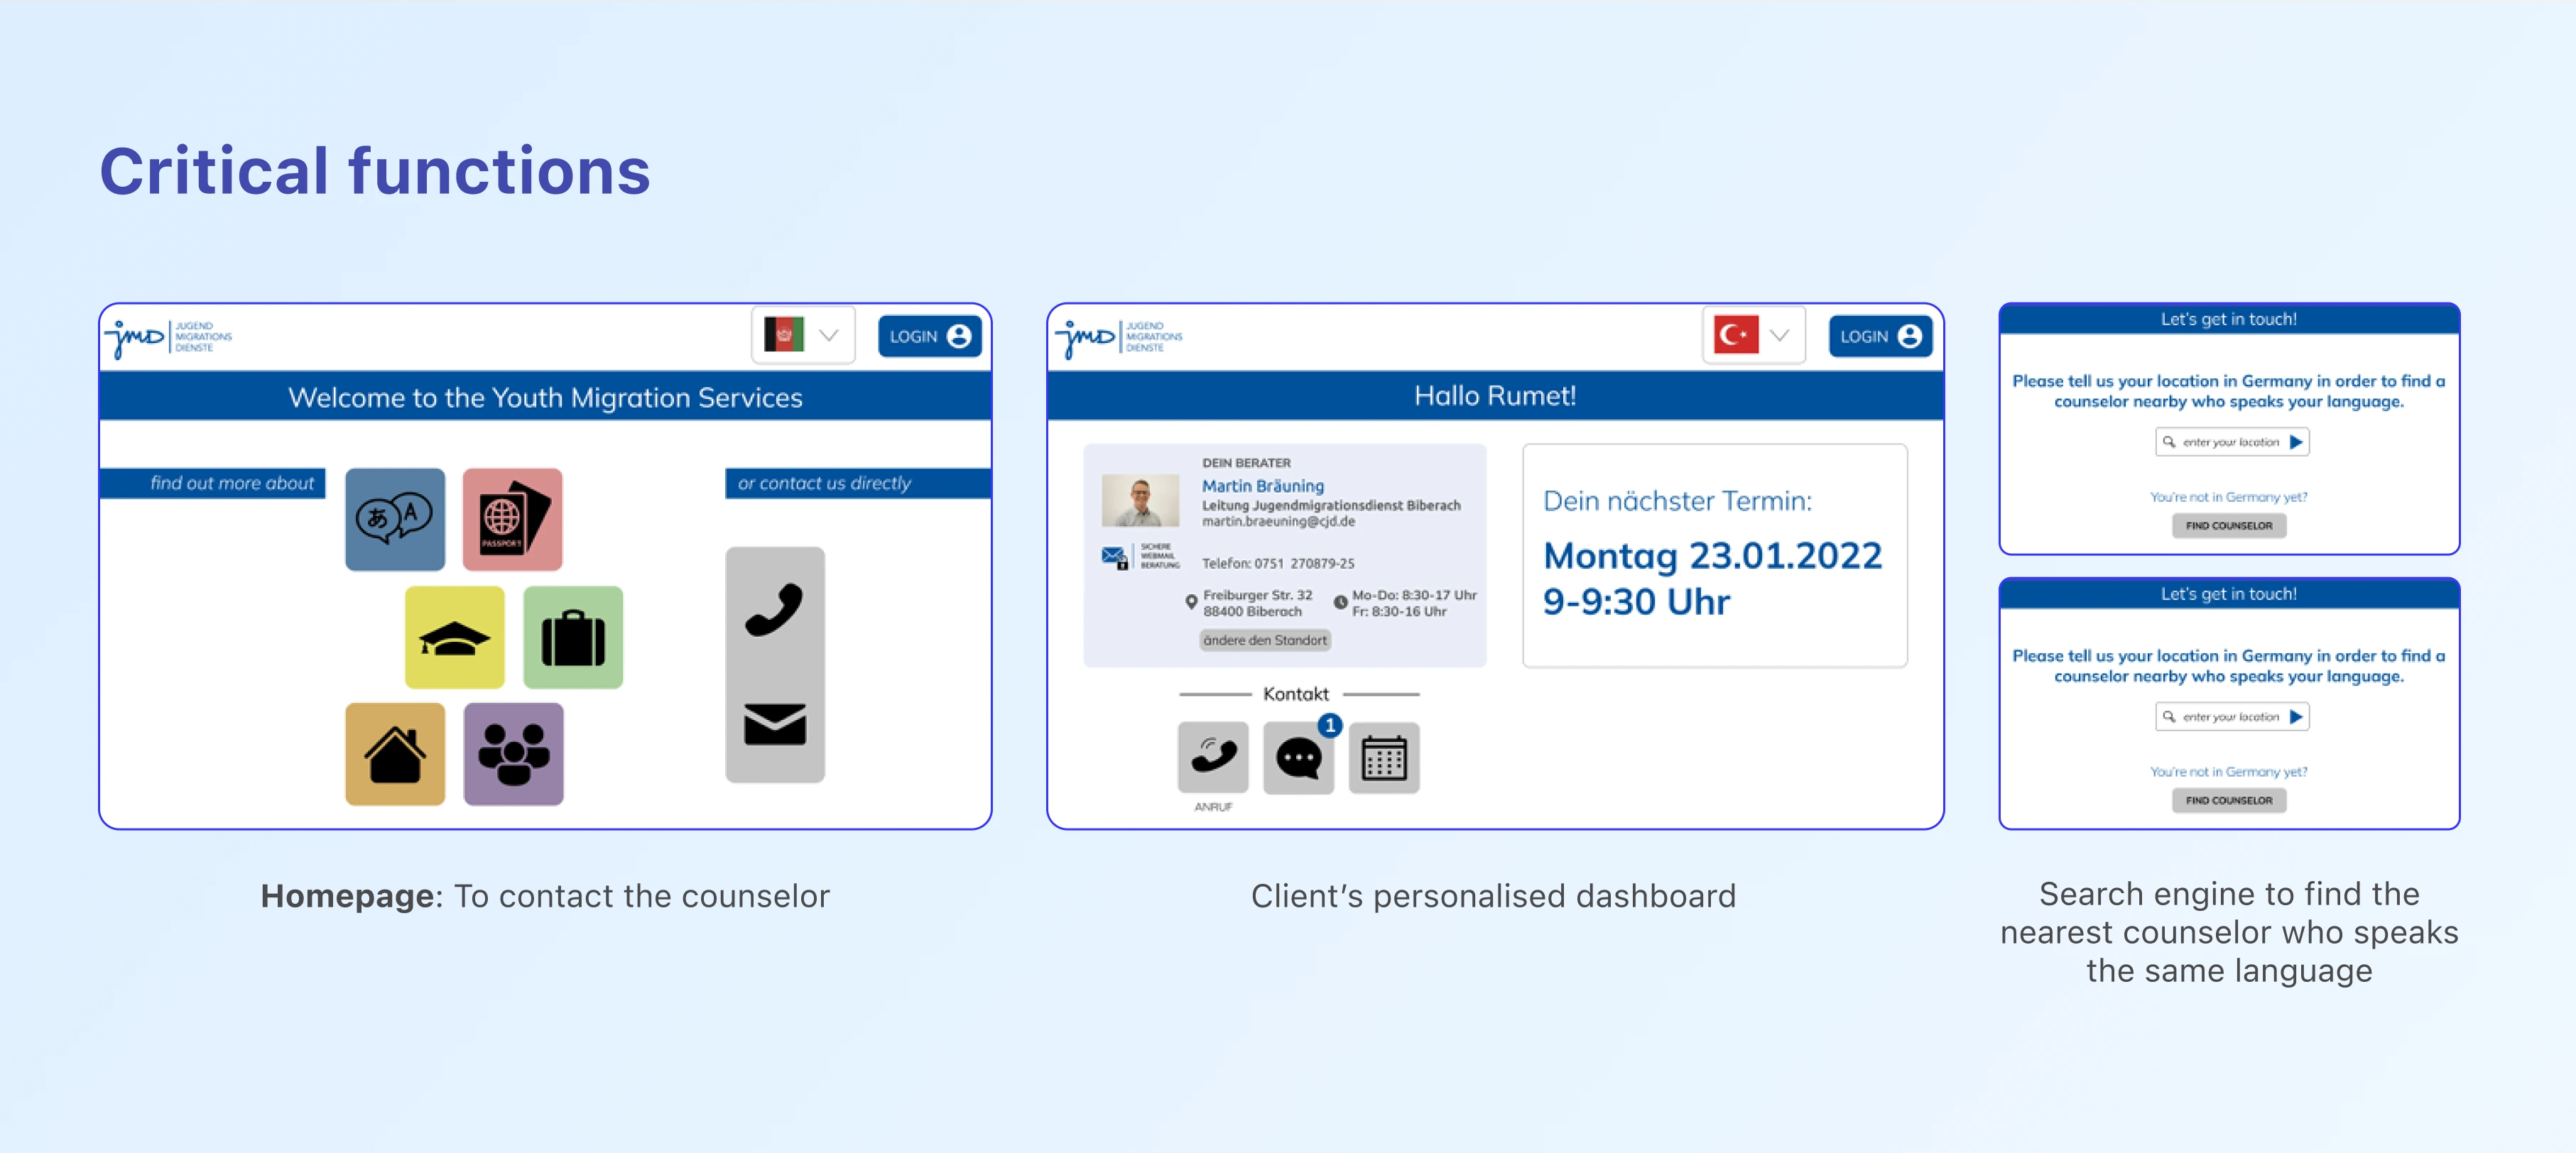 Critical functions
jmD JUGEND
MIGRATIONS
DIENSTE
LOGIN
Welcome to the Youth Migration Services
find out more about
あ A
PASSPORT
or contact us directly
Homepage: To contact the counselor
jmD JUGEND
MIGRATIONS
DIENSTE
LOGIN
Hallo Rumet!
DEIN BERATER
Martin Bräuning
Leitung Jugendmigrationsdienst Biberach
martin.braeuning@cjd.de
SICHERE
WEBMAIL
BERATUNG
Telefon: 0751 270879-25
Freiburger Str. 32
88400 Biberach
Mo-Do: 8:30-17 Uhr
Fr: 8:30-16 Uhr
ändere den Standort
Dein nächster Termin:
Montag 23.01.2022
9-9:30 Uhr
Kontakt
1
ANRUF
Client's personalised dashboard
Let's get in touch!
Please tell us your location in Germany in order to find a
counselor nearby who speaks your language.
enter your location
You're not in Germany yet?
FIND COUNSELOR
Let's get in touch!
Please tell us your location in Germany in order to find a
counselor nearby who speaks your language.
enter your location
You're not in Germany yet?
FIND COUNSELOR
Search engine to find the
nearest counselor who speaks
the same language